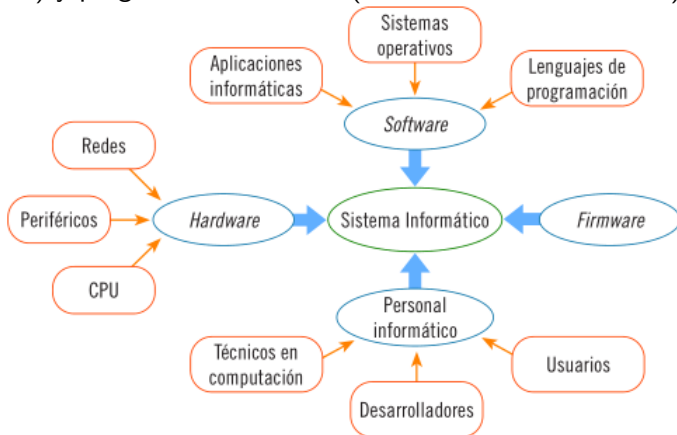 Sistemas
operativos
Aplicaciones
informáticas
Lenguajes de
programación
Software
Redes
Periféricos
Hardware
Sistema Informático
Firmware
CPU
Personal
informático
Técnicos en
computación
Usuarios
Desarrolladores